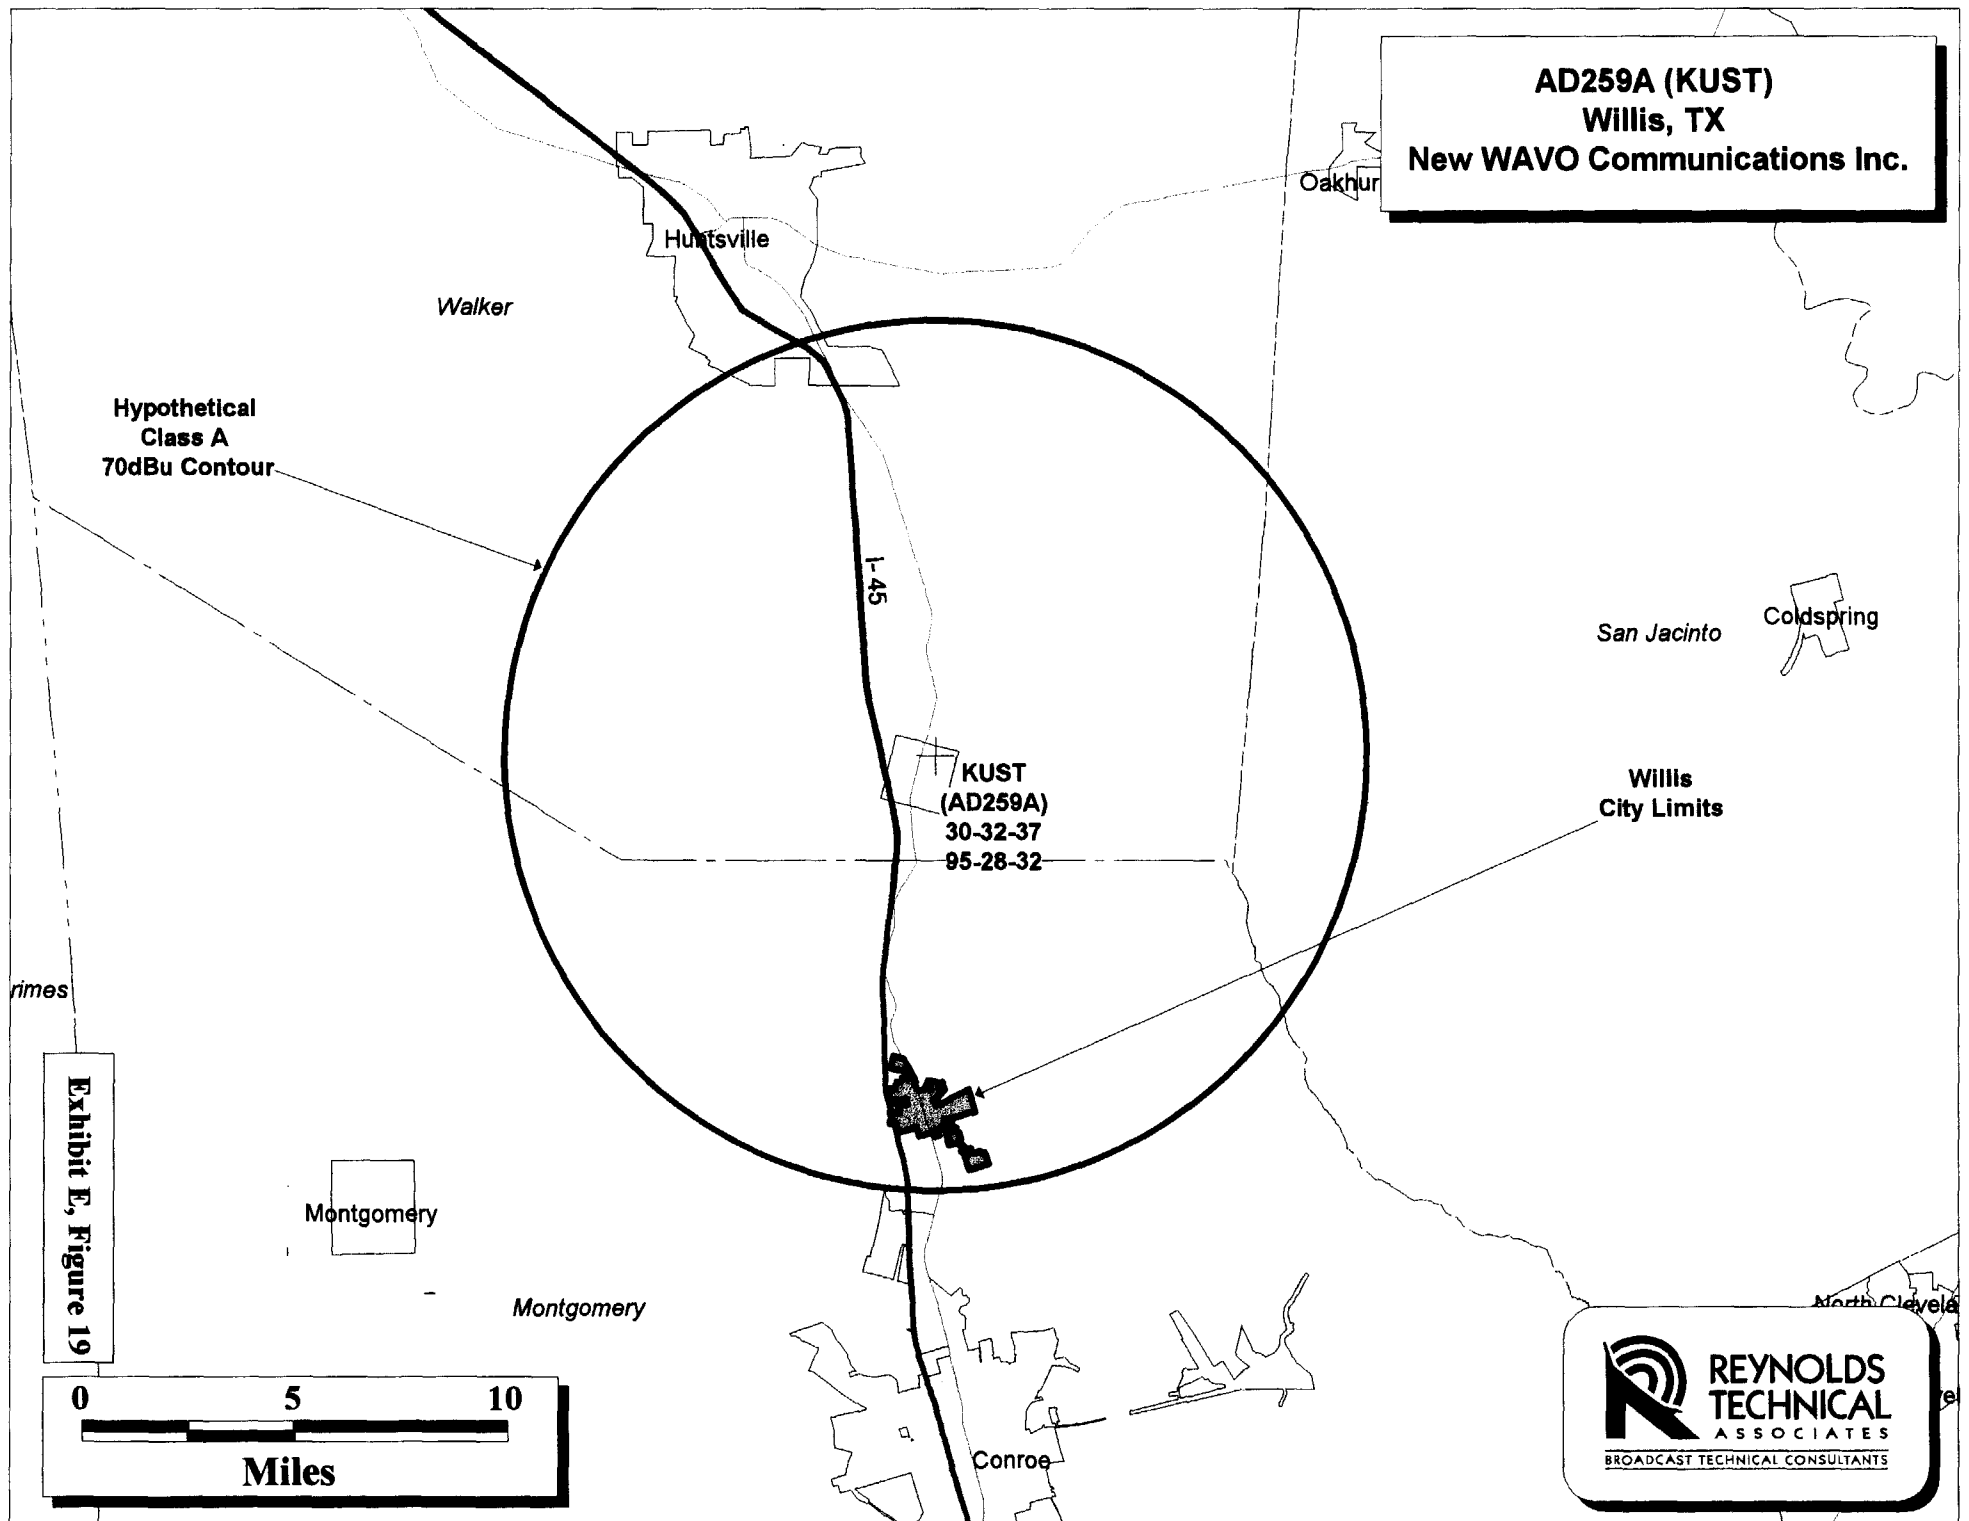 AD259A (KUST)
Willis, TX
New WAVO Communications Inc.
Oakhur
Huntsville
Walker
Hypothetical
Class A
70dBu Contour
I-45
Coldspring
San Jacinto
KUST
(AD259A)
30-32-37
95-28-32
Willis
City Limits
rimes
Exhibit E, Figure 19
Montgomery
Montgomery
North Clevela
0 5 10
Miles
Conroe
REYNOLDS
TECHNICAL
ASSOCIATES
BROADCAST TECHNICAL CONSULTANTS